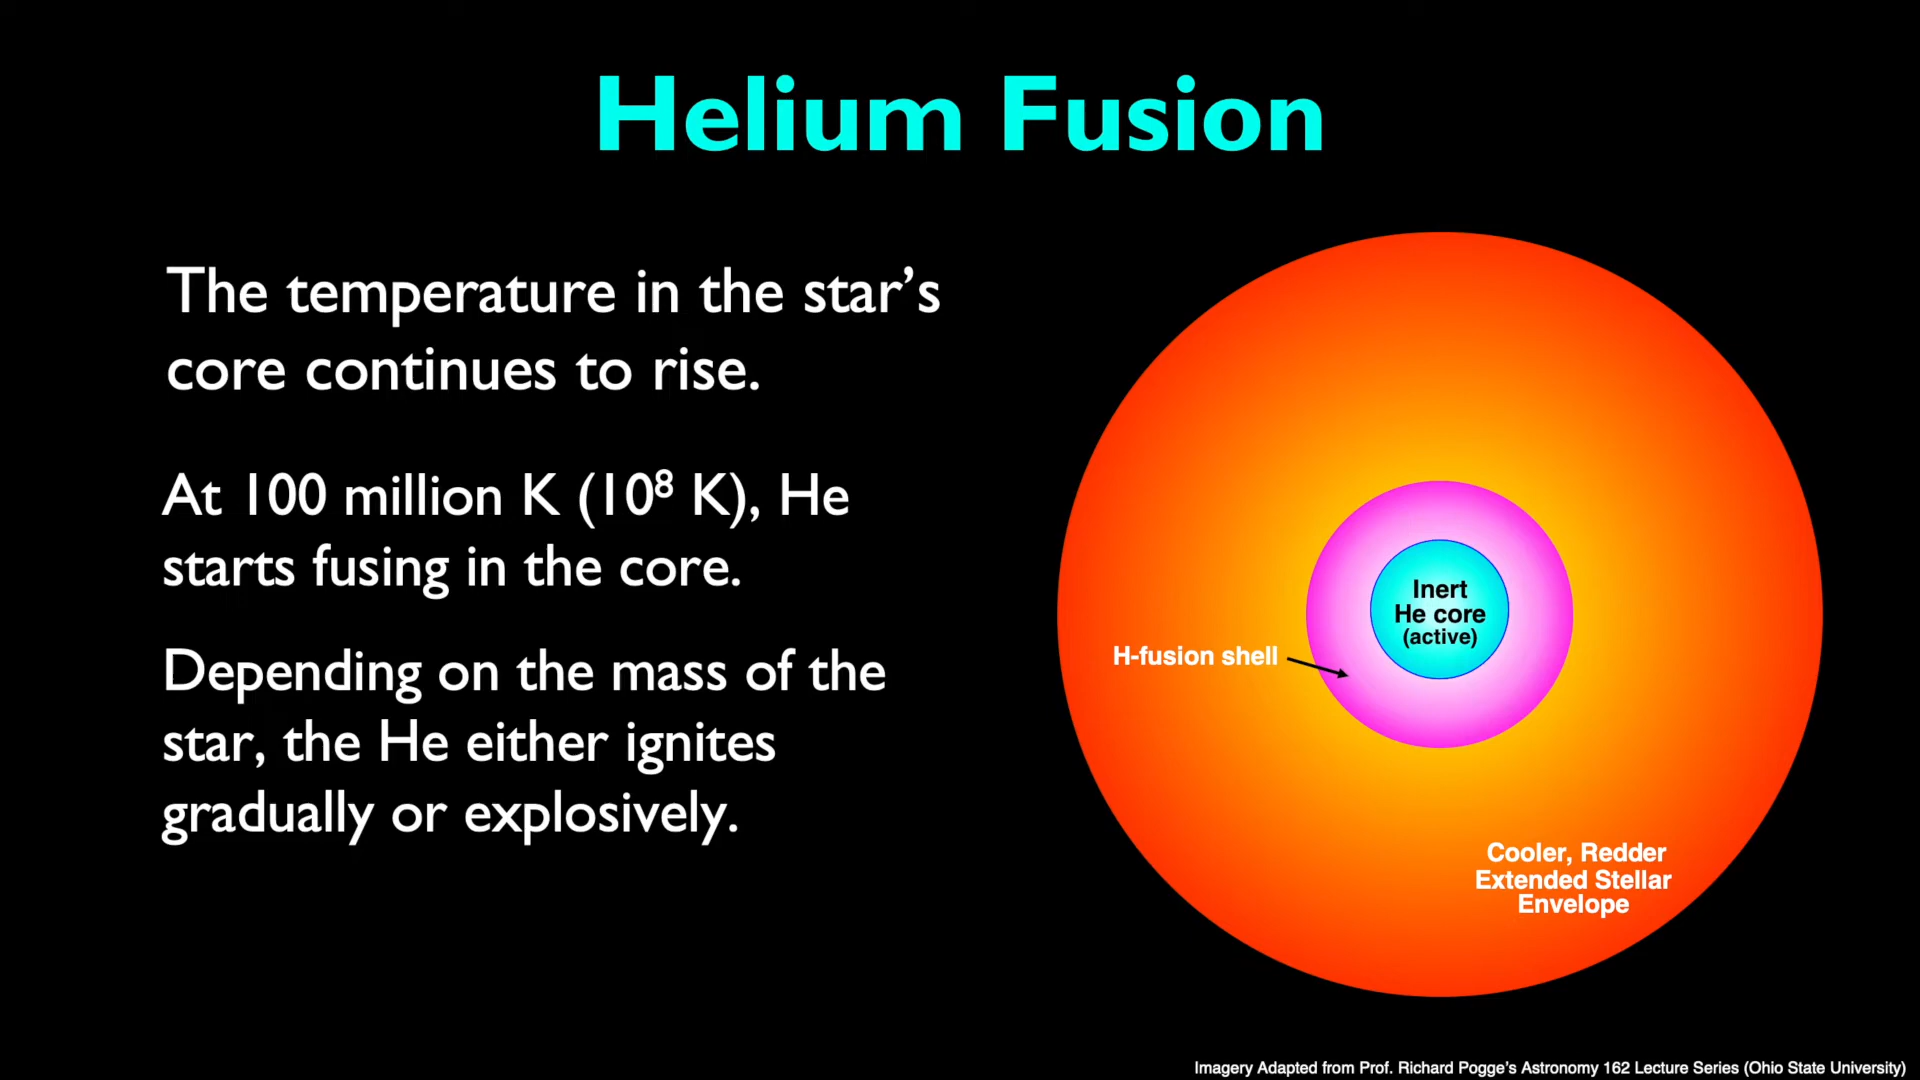 Helium Fusion
The temperature in the star’s
core continues to rise.
At 100 million K (10⁸ K), He
starts fusing in the core.
Depending on the mass of the
star, the He either ignites
gradually or explosively.
Inert
He core
(active)
H-fusion shell
Cooler, Redder
Extended Stellar
Envelope
Imagery Adapted from Prof. Richard Pogge’s Astronomy 162 Lecture Series (Ohio State University)